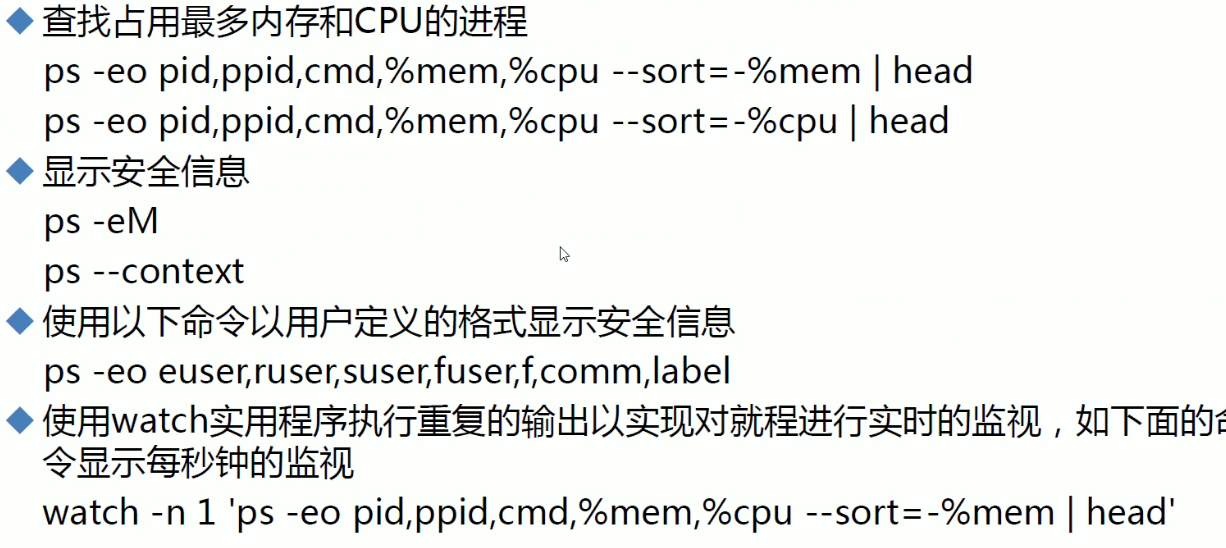 查找占用最多内存和CPU的进程
ps -eo pid,ppid,cmd,%mem,%cpu --sort=-%mem | head
ps -eo pid,ppid,cmd,%mem,%cpu --sort=-%cpu | head
显示安全信息
ps -eM
ps --context
使用以下命令以用户定义的格式显示安全信息
ps -eo euser,ruser,suser,fuser,f,comm,label
使用watch实用程序执行重复的输出以实现对就程进行实时的监视，如下面的命
令显示每秒钟的监视
watch -n 1 'ps -eo pid,ppid,cmd,%mem,%cpu --sort=-%mem | head'